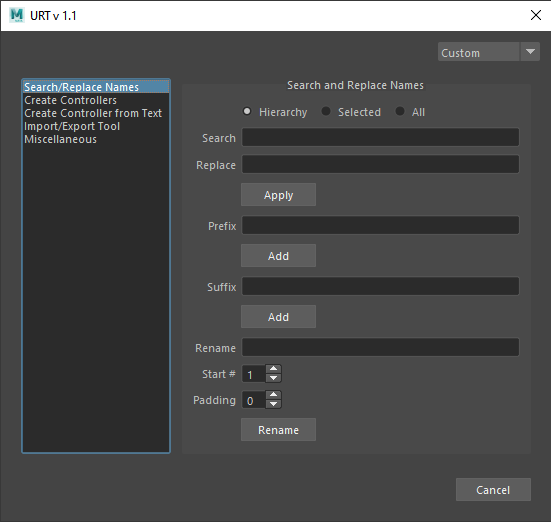 URT v 1.1
Custom
Search/Replace Names
Create Controllers
Create Controller from Text
Import/Export Tool
Miscellaneous
Search and Replace Names
Hierarchy Selected All
Search
Replace
Apply
Prefix
Add
Suffix
Add
Rename
Start # 1
Padding 0
Rename
Cancel